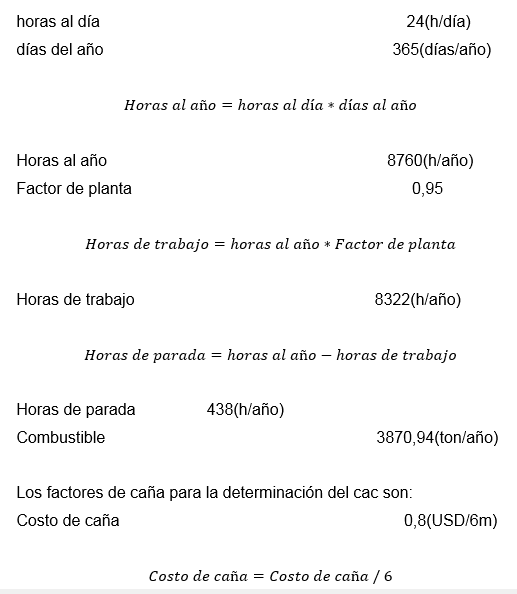 horas al día 24(h/día)
días del año 365(días/año)
Horas al año = horas al día ∗ días al año
Horas al año 8760(h/año)
Factor de planta 0,95
Horas de trabajo = horas al año ∗ Factor de planta
Horas de trabajo 8322(h/año)
Horas de parada = horas al año − horas de trabajo
Horas de parada 438(h/año)
Combustible 3870,94(ton/año)
Los factores de caña para la determinación del cac son:
Costo de caña 0,8(USD/6m)
Costo de caña = Costo de caña / 6